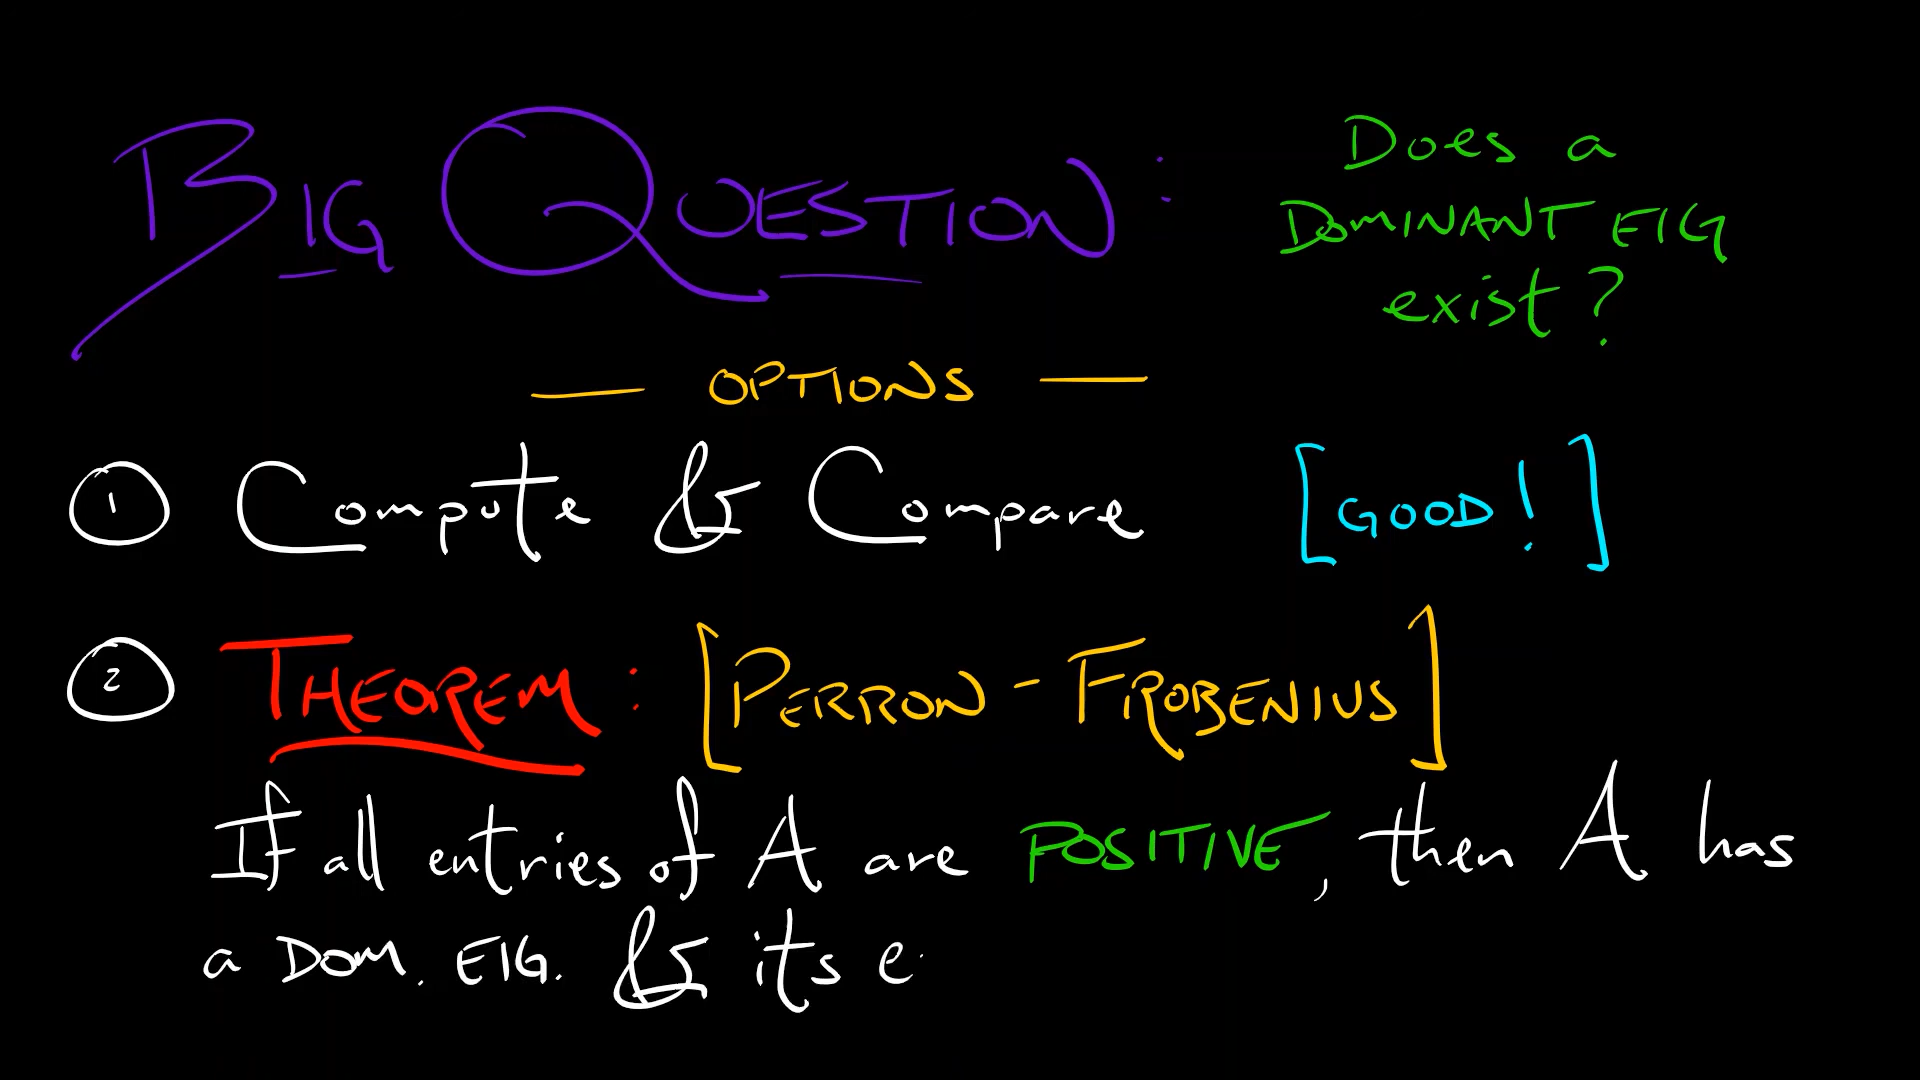 BIG QUESTION:
Does a
DOMINANT EIG
exist?
— OPTIONS —
1 Compute & Compare [GOOD!]
2 THEOREM: [PERRON-FROBENIUS]
If all entries of A are POSITIVE, then A has
a DOM. EIG. & its e